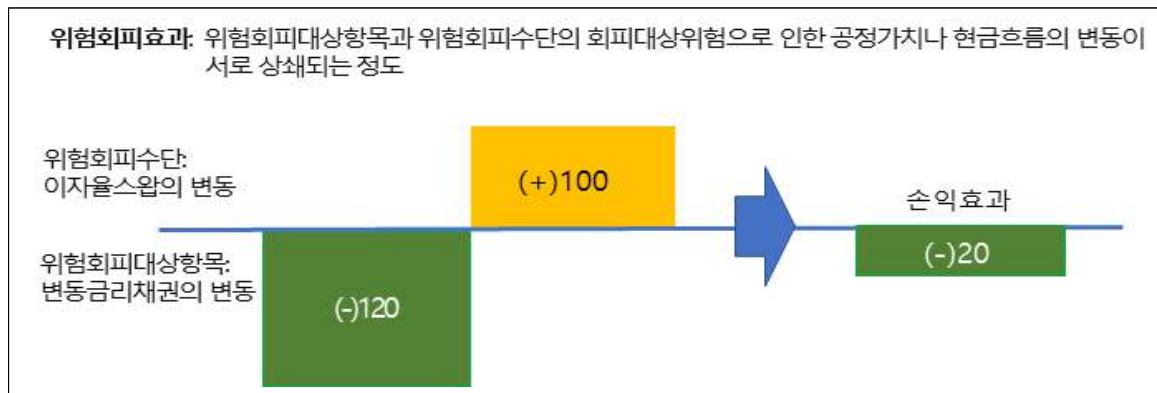 위험회피효과: 위험회피대상항목과 위험회피수단의 회피대상위험으로 인한 공정가치나 현금흐름의 변동이
서로 상쇄되는 정도
위험회피수단:
이자율스왑의 변동
(+)100
손익효과
위험회피대상항목:
변동금리채권의 변동
(-)120
(-)20